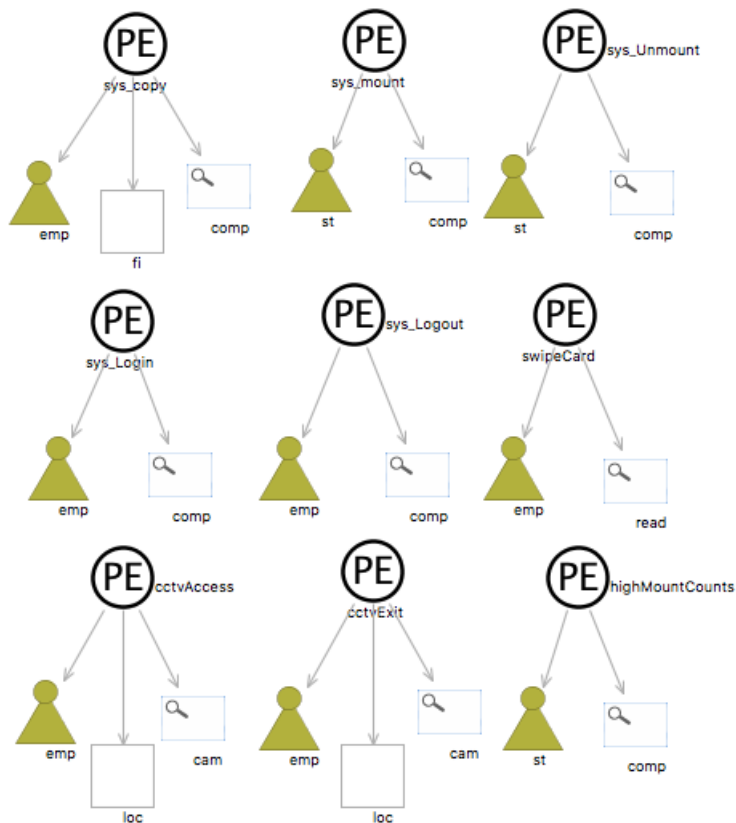 PE PE PE
sys_copy sys_mount sys_Unmount
emp fi comp st comp st comp
PE PE PE
sys_Login sys_Logout swipeCard
emp comp emp comp emp read
PE PE PE
cctvAccess cctvExit highMountCounts
emp loc cam emp loc cam st comp